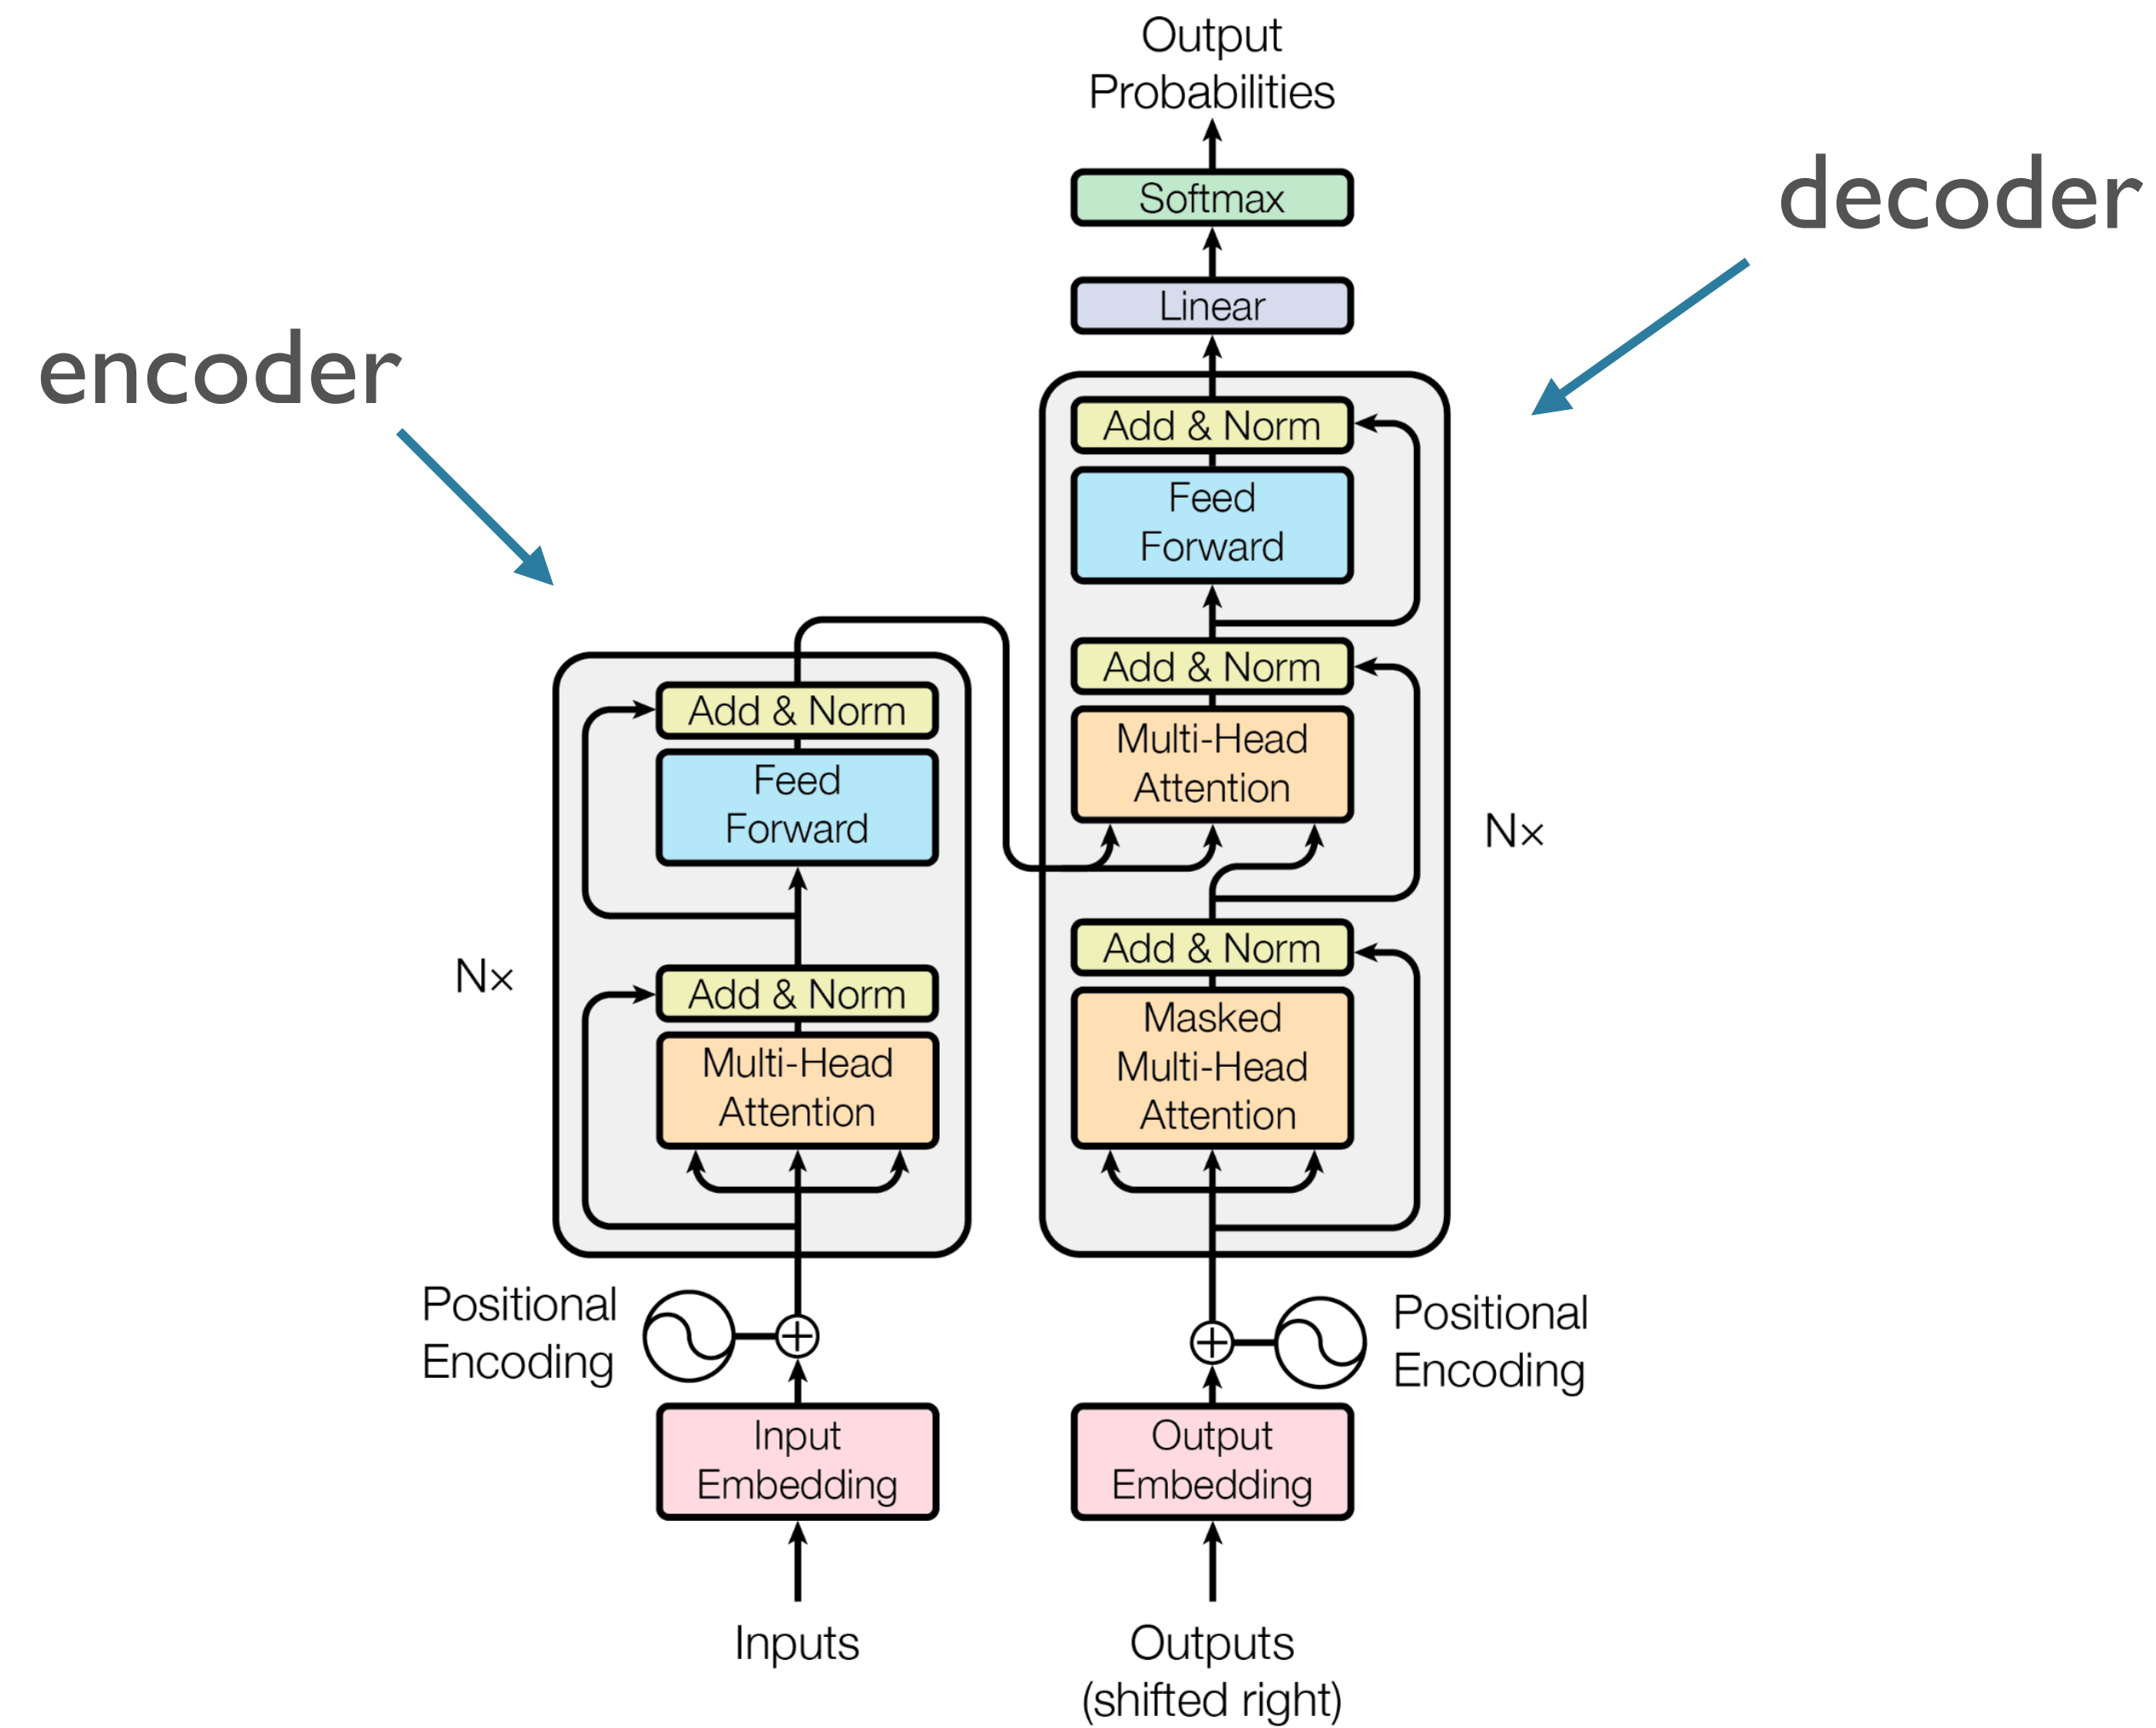 Output
Probabilities
Softmax
decoder
Linear
encoder
Add & Norm
Feed
Forward
Add & Norm
Multi-Head
Attention
N×
Add & Norm
Masked
Multi-Head
Attention
Add & Norm
Feed
Forward
N×
Add & Norm
Multi-Head
Attention
Positional
Encoding
Positional
Encoding
Input
Embedding
Output
Embedding
Inputs
Outputs
(shifted right)